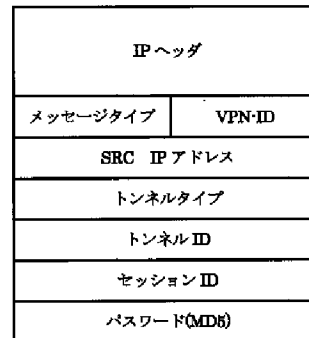 IPヘッダ
メッセージタイプ VPN-ID
SRC IPアドレス
トンネルタイプ
トンネルID
セッションID
パスワード(MD5)